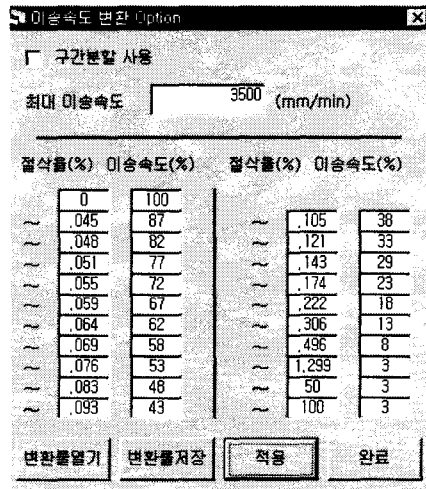 이송속도 변환 Option
구간분할 사용
최대 이송속도 3500 (mm/min)
절삭률(%) 이송속도(%) 절삭률(%) 이송속도(%)
0 100
~ .045 87 ~ .105 38
~ .048 82 ~ .121 33
~ .051 77 ~ .143 29
~ .055 72 ~ .174 23
~ .059 67 ~ .222 18
~ .064 62 ~ .306 13
~ .069 58 ~ .496 8
~ .076 53 ~ 1,299 3
~ .083 48 ~ 50 3
~ .093 43 ~ 100 3
변환룰열기 변환룰저장 적용 완료